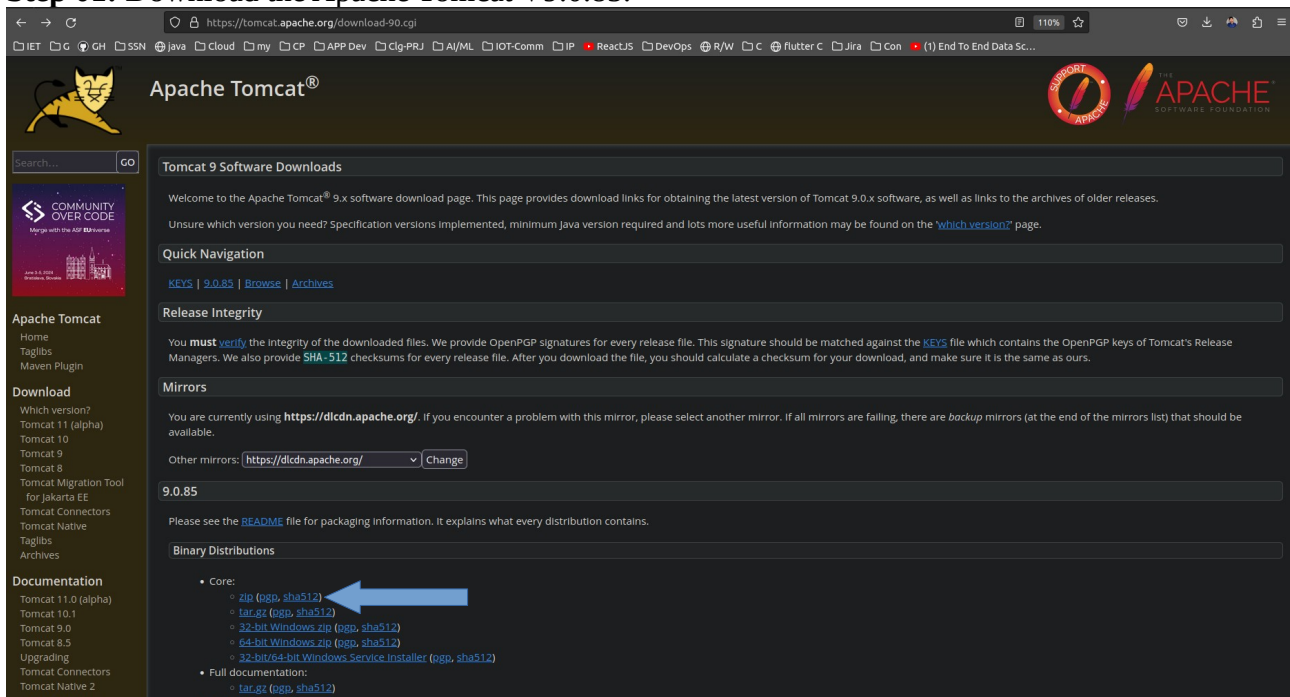 Step 01: Download the Apache Tomcat V9.0.85.
https://tomcat.apache.org/download-90.cgi
110%
IET G GH SSN java Cloud my CP APP Dev Clg-PRJ AI/ML IOT-Comm IP ReactJS DevOps R/W C flutter C Jira Con (1) End To End Data Sc...
Apache Tomcat®
SUPPORT APACHE
THE
APACHE®
SOFTWARE FOUNDATION
Search... GO
COMMUNITY
OVER CODE
Merge with the ASF EUniverse
June 3-5, 2024
Bratislava, Slovakia
Apache Tomcat
Home
Taglibs
Maven Plugin
Download
Which version?
Tomcat 11 (alpha)
Tomcat 10
Tomcat 9
Tomcat 8
Tomcat Migration Tool
for Jakarta EE
Tomcat Connectors
Tomcat Native
Taglibs
Archives
Documentation
Tomcat 11.0 (alpha)
Tomcat 10.1
Tomcat 9.0
Tomcat 8.5
Upgrading
Tomcat Connectors
Tomcat Native 2
Tomcat 9 Software Downloads
Welcome to the Apache Tomcat® 9.x software download page. This page provides download links for obtaining the latest version of Tomcat 9.0.x software, as well as links to the archives of older releases.
Unsure which version you need? Specification versions implemented, minimum Java version required and lots more useful information may be found on the 'which version?' page.
Quick Navigation
KEYS | 9.0.85 | Browse | Archives
Release Integrity
You must verify the integrity of the downloaded files. We provide OpenPGP signatures for every release file. This signature should be matched against the KEYS file which contains the OpenPGP keys of Tomcat's Release
Managers. We also provide SHA-512 checksums for every release file. After you download the file, you should calculate a checksum for your download, and make sure it is the same as ours.
Mirrors
You are currently using https://dlcdn.apache.org/. If you encounter a problem with this mirror, please select another mirror. If all mirrors are failing, there are backup mirrors (at the end of the mirrors list) that should be
available.
Other mirrors: https://dlcdn.apache.org/ Change
9.0.85
Please see the README file for packaging information. It explains what every distribution contains.
Binary Distributions
• Core:
◦ zip (pgp, sha512)
◦ tar.gz (pgp, sha512)
◦ 32-bit Windows zip (pgp, sha512)
◦ 64-bit Windows zip (pgp, sha512)
◦ 32-bit/64-bit Windows Service Installer (pgp, sha512)
• Full documentation:
◦ tar.gz (pgp, sha512)